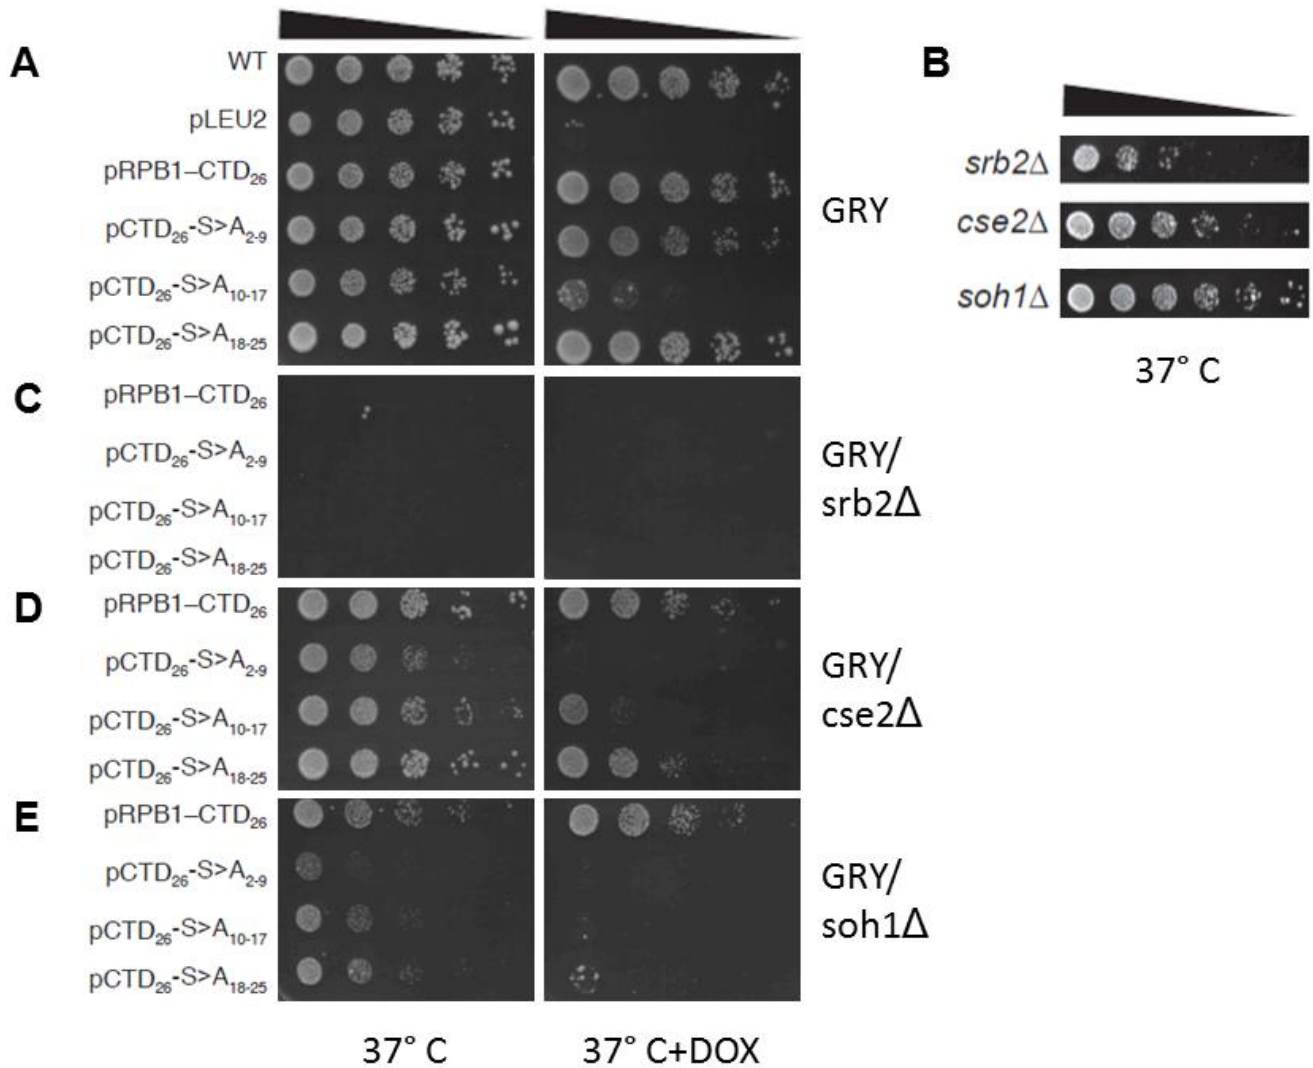 A
WT
pLEU2
pRPB1–CTD₂₆
pCTD₂₆-S>A₂₋₉
pCTD₂₆-S>A₁₀₋₁₇
pCTD₂₆-S>A₁₈₋₂₅
GRY
B
srb2Δ
cse2Δ
soh1Δ
37° C
C
pRPB1–CTD₂₆
pCTD₂₆-S>A₂₋₉
pCTD₂₆-S>A₁₀₋₁₇
pCTD₂₆-S>A₁₈₋₂₅
GRY/
srb2Δ
D
pRPB1–CTD₂₆
pCTD₂₆-S>A₂₋₉
pCTD₂₆-S>A₁₀₋₁₇
pCTD₂₆-S>A₁₈₋₂₅
GRY/
cse2Δ
E
pRPB1–CTD₂₆
pCTD₂₆-S>A₂₋₉
pCTD₂₆-S>A₁₀₋₁₇
pCTD₂₆-S>A₁₈₋₂₅
GRY/
soh1Δ
37° C
37° C+DOX